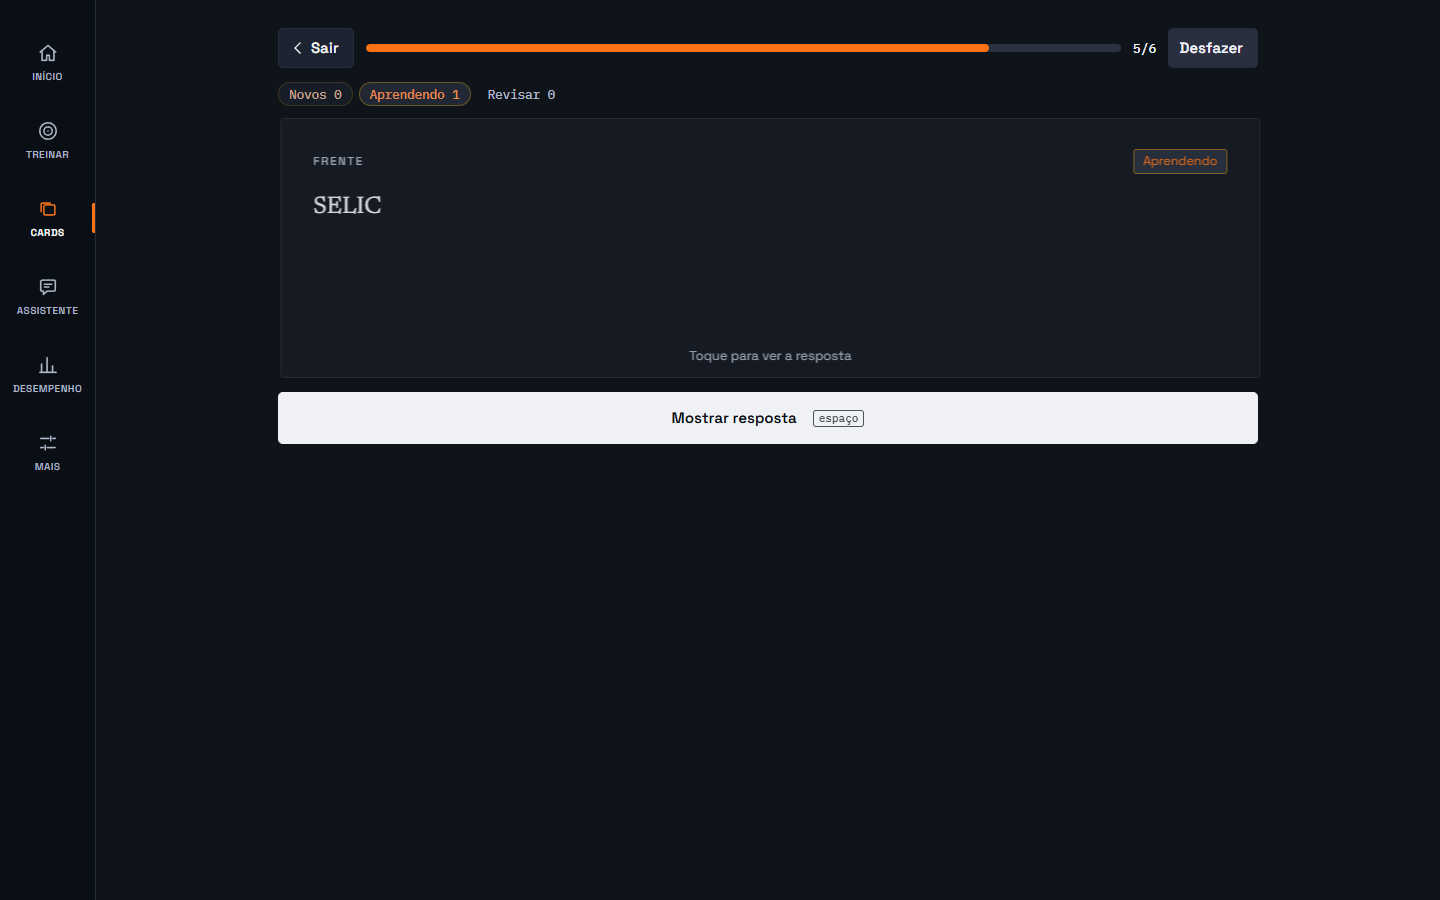 INÍCIO
TREINAR
CARDS
ASSISTENTE
DESEMPENHO
MAIS
Sair
5/6
Desfazer
Novos 0
Aprendendo 1
Revisar 0
FRENTE
Aprendendo
SELIC
Toque para ver a resposta
Mostrar resposta espaço